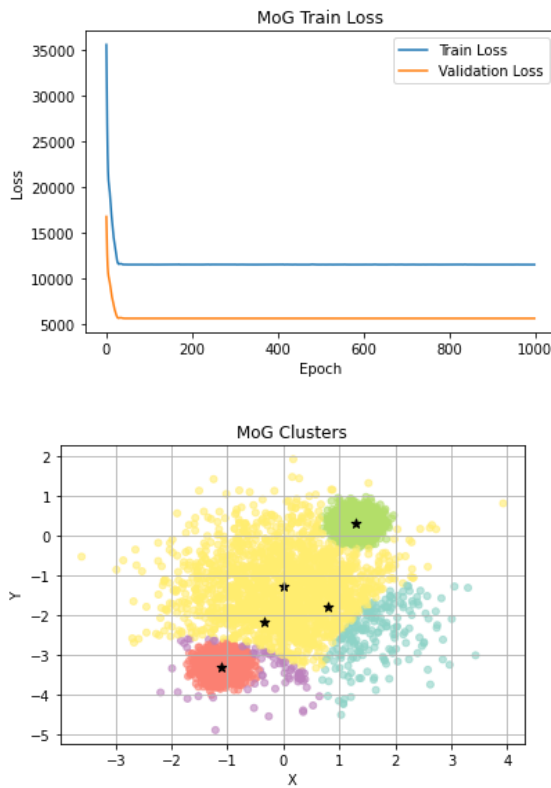 MoG Train Loss
35000
30000
25000
20000
15000
10000
5000
Loss
Train Loss
Validation Loss
0 200 400 600 800 1000
Epoch
MoG Clusters
2
1
0
−1
−2
−3
−4
−5
Y
−3 −2 −1 0 1 2 3 4
X